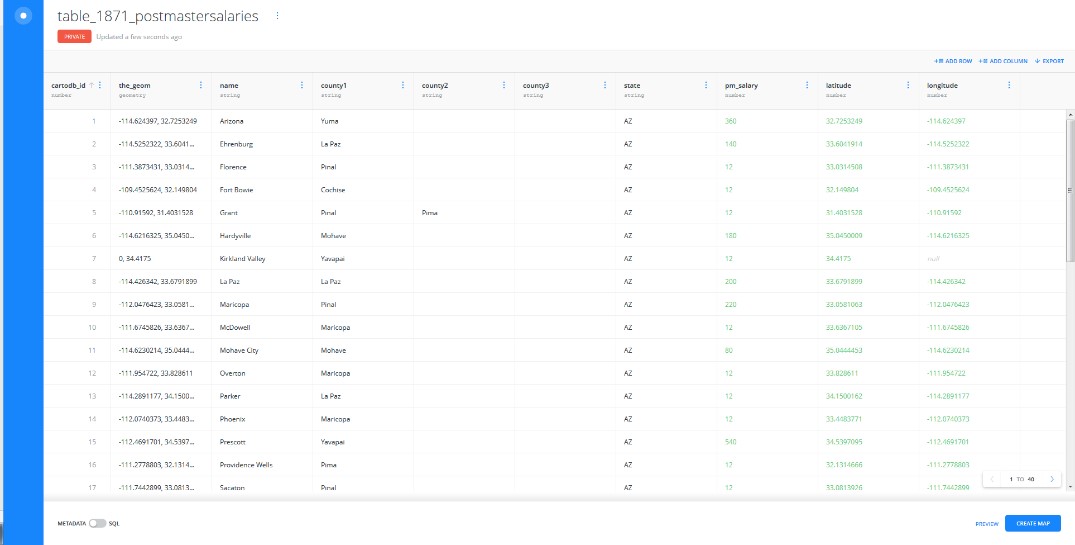 table_1871_postmastersalaries
PRIVATE Updated a few seconds ago
ADD ROW ADD COLUMN EXPORT
cartodb_id the_geom name county1 county2 county3 state pm_salary latitude longitude
number geometry string string string string string number number number
1 -114.624397, 32.7253249 Arizona Yuma AZ 360 32.7253249 -114.624397
2 -114.5252322, 33.6041... Ehrenburg La Paz AZ 140 33.6041914 -114.5252322
3 -111.3873431, 33.0314... Florence Pinal AZ 12 33.0314508 -111.3873431
4 -109.4525624, 32.149804 Fort Bowie Cochise AZ 12 32.149804 -109.4525624
5 -110.91592, 31.4031528 Grant Pinal Pima AZ 12 31.4031528 -110.91592
6 -114.6216325, 35.0450... Hardyville Mohave AZ 180 35.0450009 -114.6216325
7 0, 34.4175 Kirkland Valley Yavapai AZ 12 34.4175 null
8 -114.426342, 33.6791899 La Paz La Paz AZ 200 33.6791899 -114.426342
9 -112.0476423, 33.0581... Maricopa Pinal AZ 220 33.0581063 -112.0476423
10 -111.6745826, 33.6367... McDowell Maricopa AZ 12 33.6367105 -111.6745826
11 -114.6230214, 35.0444... Mohave City Mohave AZ 80 35.0444453 -114.6230214
12 -111.954722, 33.828611 Overton Maricopa AZ 12 33.828611 -111.954722
13 -114.2891177, 34.1500... Parker La Paz AZ 12 34.1500162 -114.2891177
14 -112.0740373, 33.4483... Phoenix Maricopa AZ 12 33.4483771 -112.0740373
15 -112.4691701, 34.5397... Prescott Yavapai AZ 540 34.5397095 -112.4691701
16 -111.2778803, 32.1314... Providence Wells Pima AZ 12 32.1314666 -111.2778803
17 -111.7442899, 33.0813... Sacaton Pinal AZ 12 33.0813926 -111.7442899
1 TO 40
METADATA SQL PREVIEW CREATE MAP